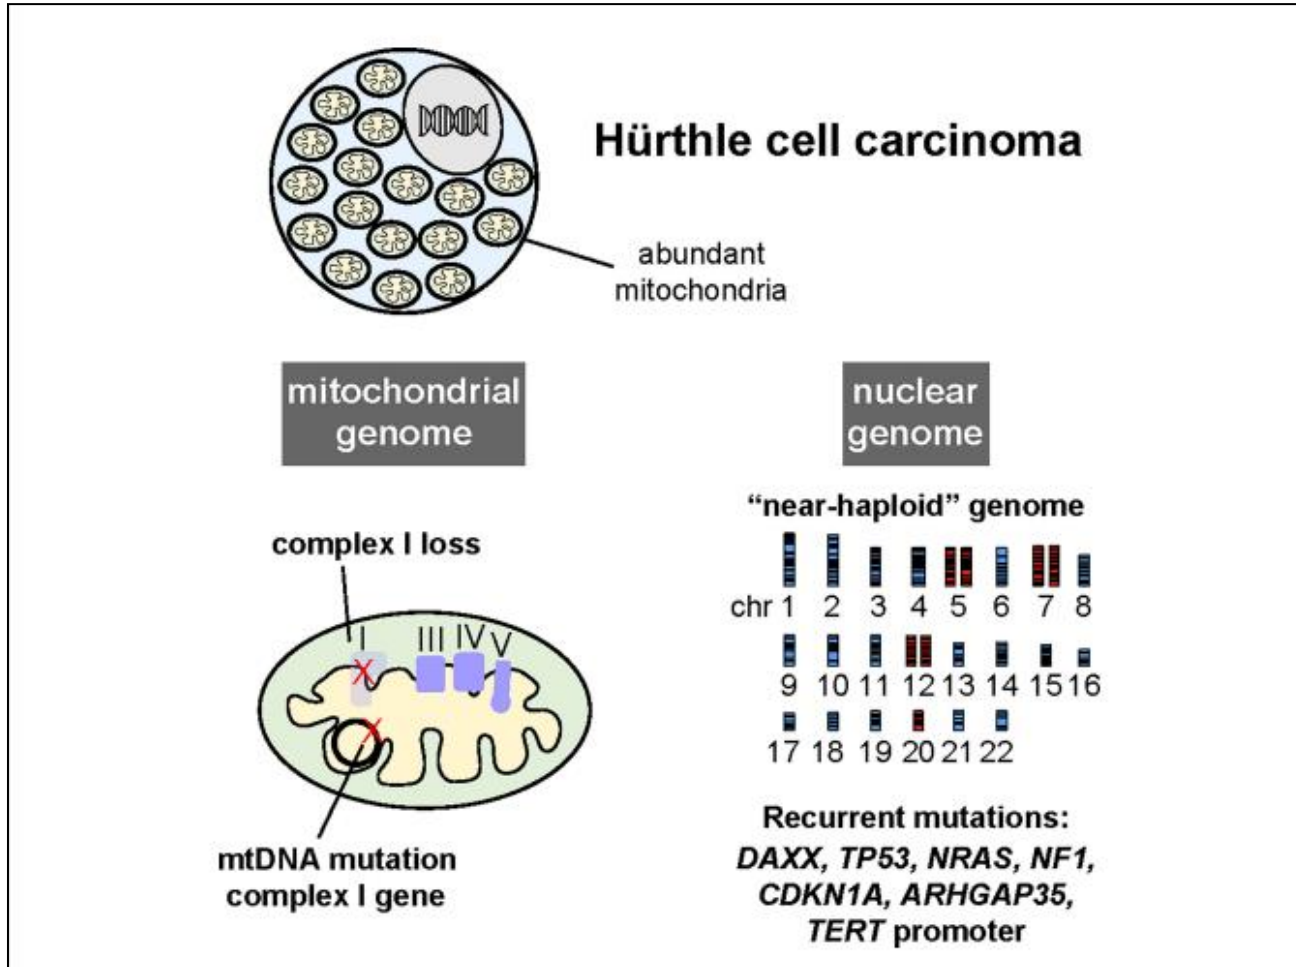 Hürthle cell carcinoma
abundant
mitochondria
mitochondrial
genome
complex I loss
I III IV V
mtDNA mutation
complex I gene
nuclear
genome
“near-haploid” genome
chr 1 2 3 4 5 6 7 8
9 10 11 12 13 14 15 16
17 18 19 20 21 22
Recurrent mutations:
DAXX, TP53, NRAS, NF1,
CDKN1A, ARHGAP35,
TERT promoter